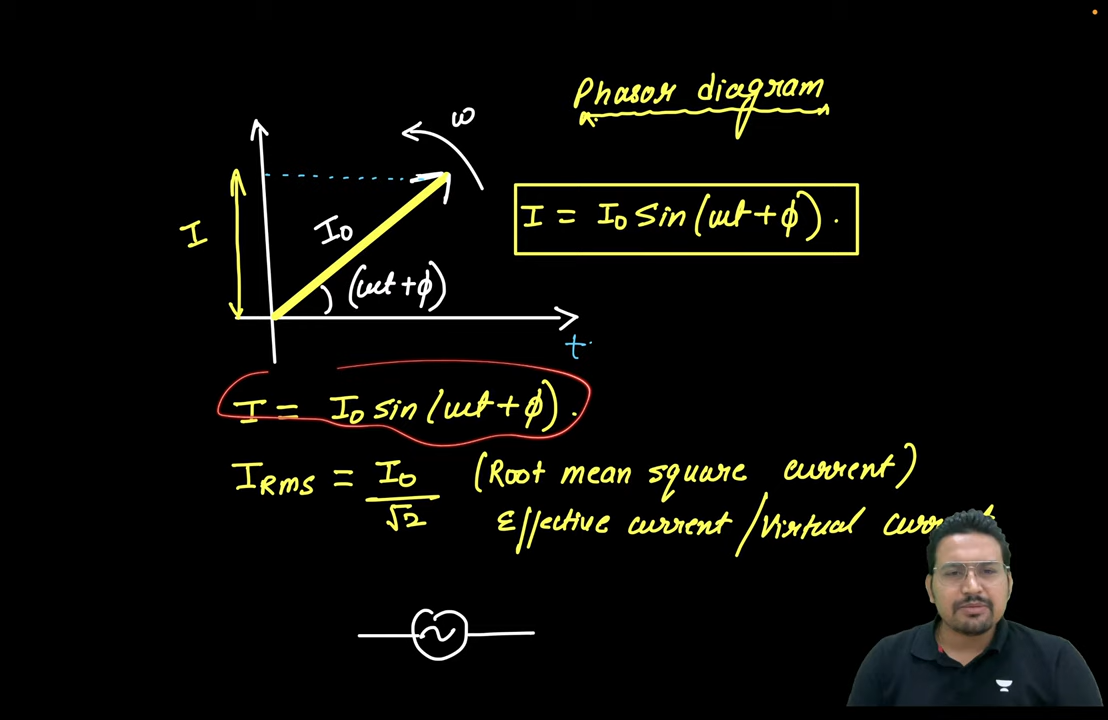 Phasor diagram
ω
I = I₀ sin(ωt + ϕ).
I
I₀
(ωt + ϕ)
t
I = I₀ sin(ωt + ϕ).
I Rms = I₀/√2 (Root mean square current)
Effective current / Virtual